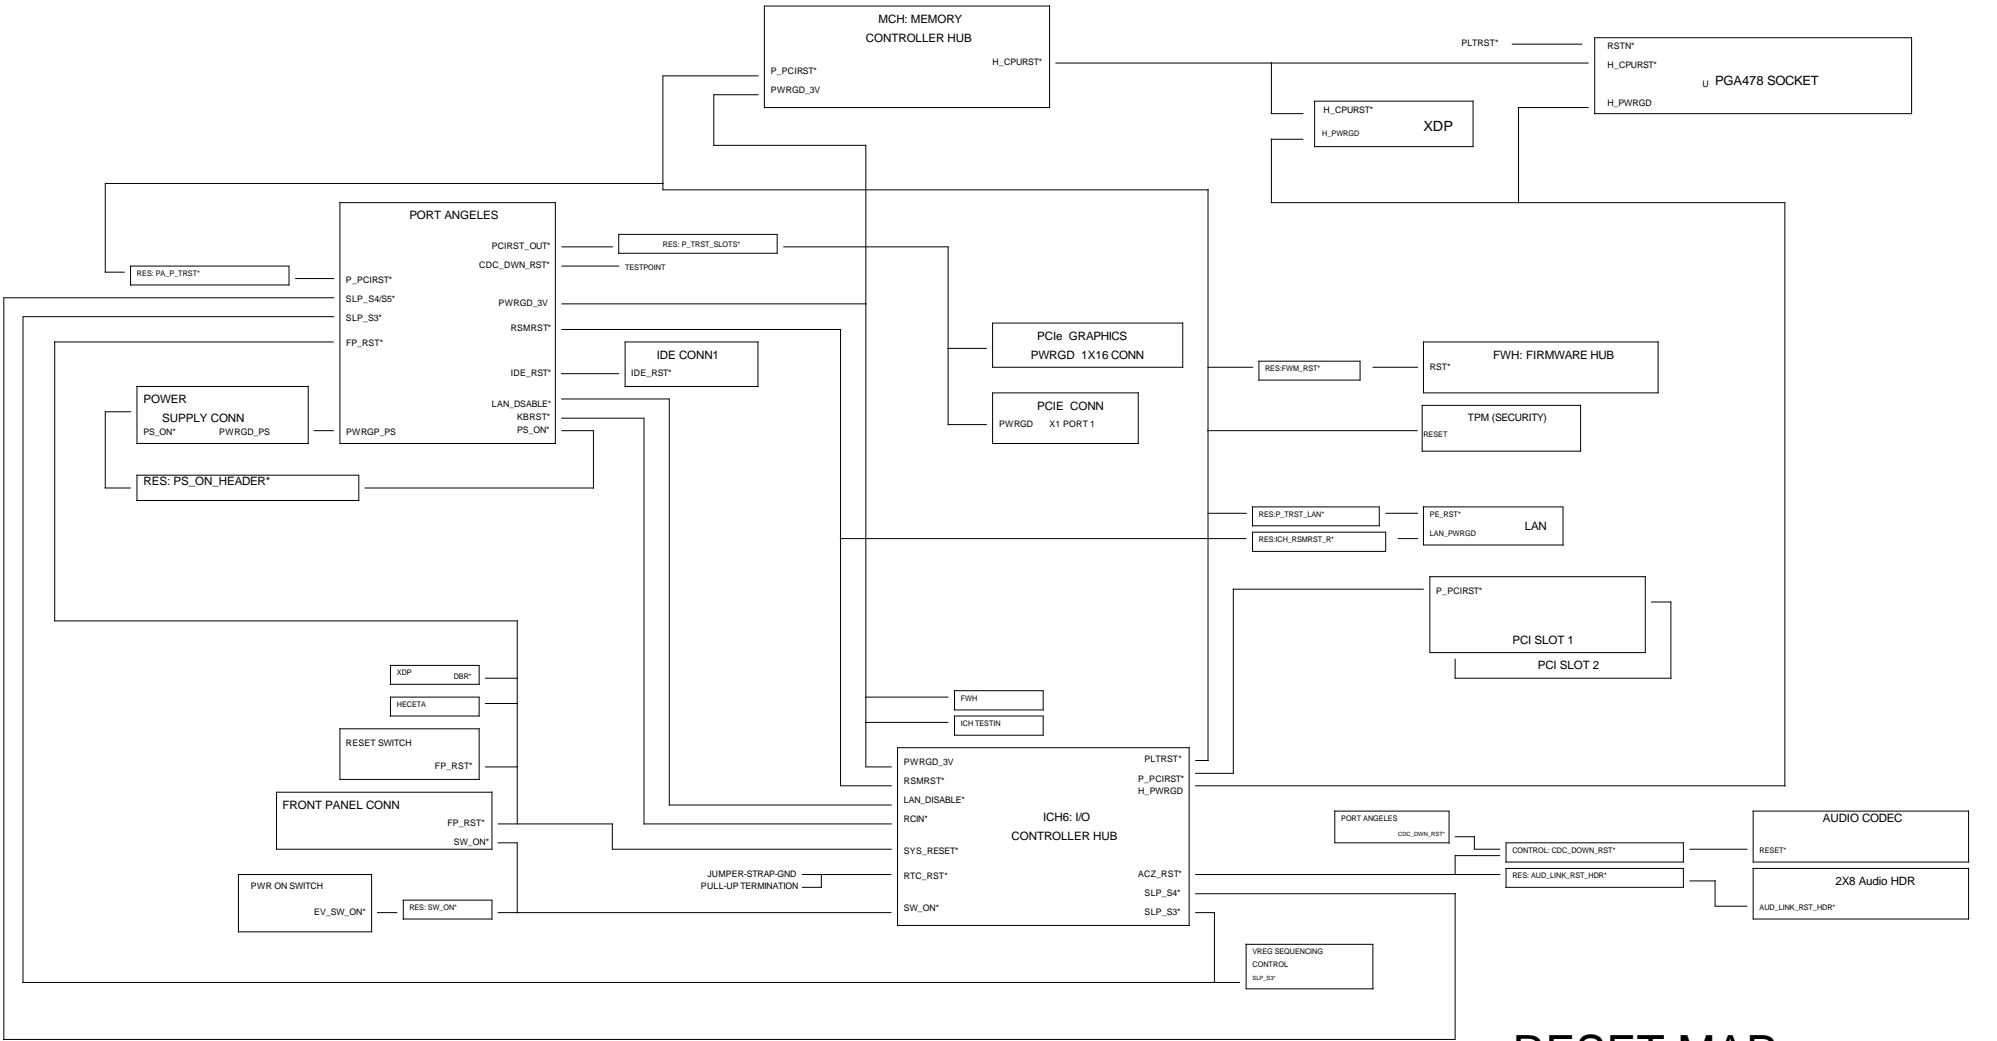 MCH: MEMORY
CONTROLLER HUB
H_CPURST*
P_PCIRST*
PWRGD_3V
PLTRST*
RSTN*
H_CPURST*
U PGA478 SOCKET
H_PWRGD
H_CPURST*
XDP
H_PWRGD
PORT ANGELES
PCIRST_OUT*
CDC_DWN_RST*
P_PCIRST*
SLP_S4/S5*
PWRGD_3V
SLP_S3*
RSMRST*
FP_RST*
IDE_RST*
LAN_DSABLE*
KBRST*
PS_ON*
PWRGP_PS
RES: P_TRST_SLOTS*
TESTPOINT
RES: PA_P_TRST*
IDE CONN1
IDE_RST*
POWER
SUPPLY CONN
PS_ON* PWRGD_PS
RES: PS_ON_HEADER*
PCIe GRAPHICS
PWRGD 1X16 CONN
PCIE CONN
PWRGD X1 PORT 1
RES:FWM_RST*
FWH: FIRMWARE HUB
RST*
TPM (SECURITY)
RESET
RES:P_TRST_LAN*
RES:ICH_RSMRST_R*
PE_RST*
LAN
LAN_PWRGD
P_PCIRST*
PCI SLOT 1
PCI SLOT 2
XDP
DBR*
HECETA
RESET SWITCH
FP_RST*
FRONT PANEL CONN
FP_RST*
SW_ON*
PWR ON SWITCH
EV_SW_ON*
RES: SW_ON*
FWH
ICH TESTIN
PWRGD_3V
PLTRST*
RSMRST*
P_PCIRST*
H_PWRGD
LAN_DISABLE*
RCIN*
ICH6: I/O
CONTROLLER HUB
SYS_RESET*
RTC_RST*
ACZ_RST*
SLP_S4*
SW_ON*
SLP_S3*
JUMPER-STRAP-GND
PULL-UP TERMINATION
PORT ANGELES
CDC_DWN_RST*
CONTROL: CDC_DOWN_RST*
RES: AUD_LINK_RST_HDR*
AUDIO CODEC
RESET*
2X8 Audio HDR
AUD_LINK_RST_HDR*
VREG SEQUENCING
CONTROL
SLP_S3*
RESET MAP